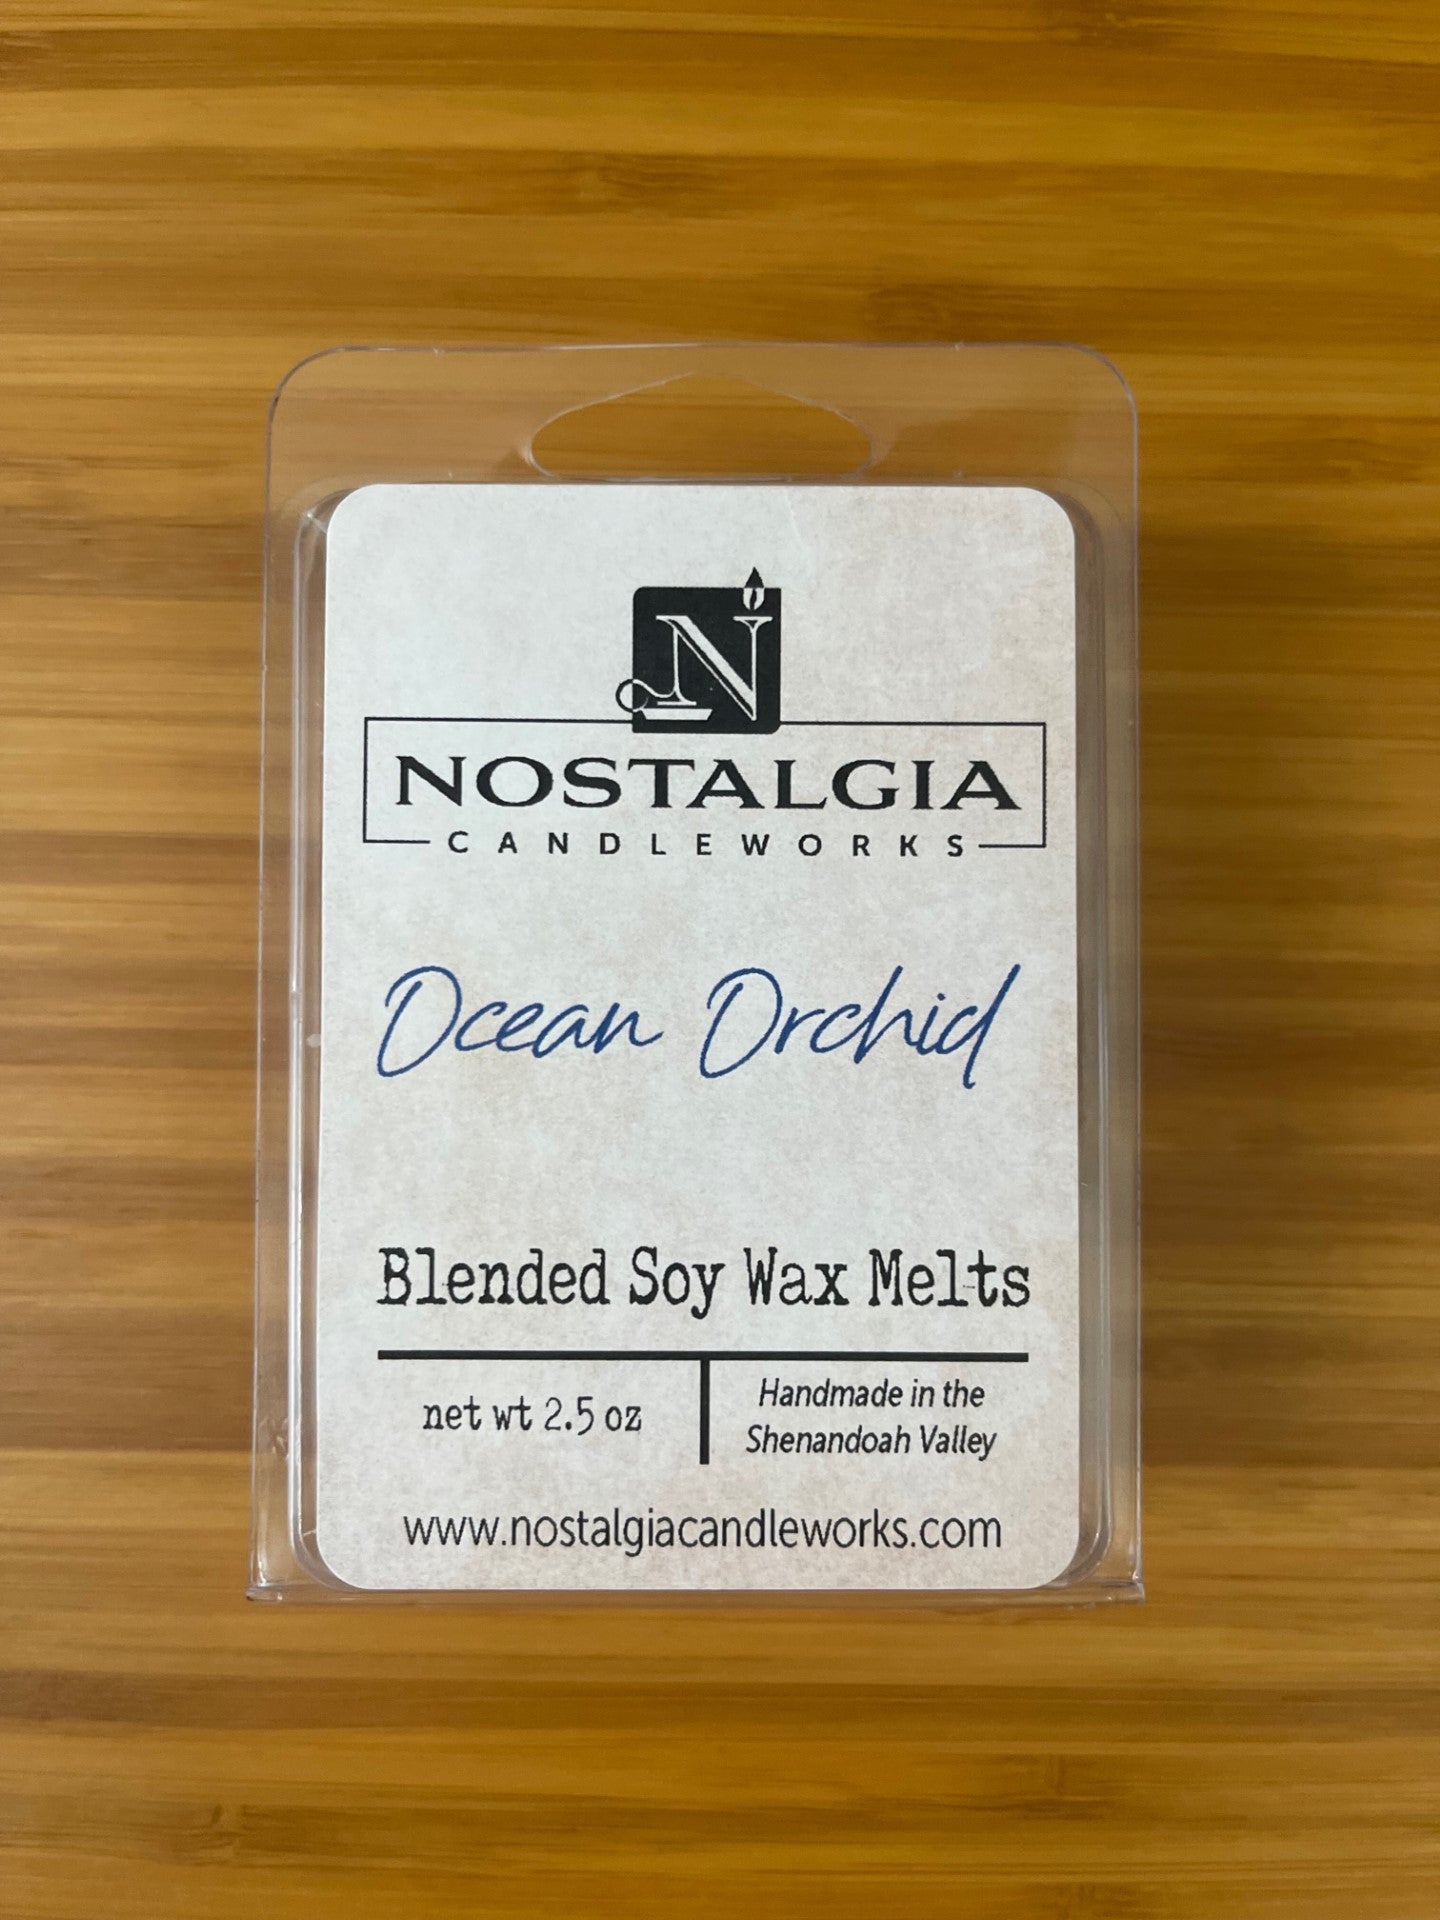 N
NOSTALGIA
CANDLEWORKS
Ocean Orchid
Blended Soy Wax Melts
net wt 2.5 oz
Handmade in the
Shenandoah Valley
www.nostalgiacandleworks.com